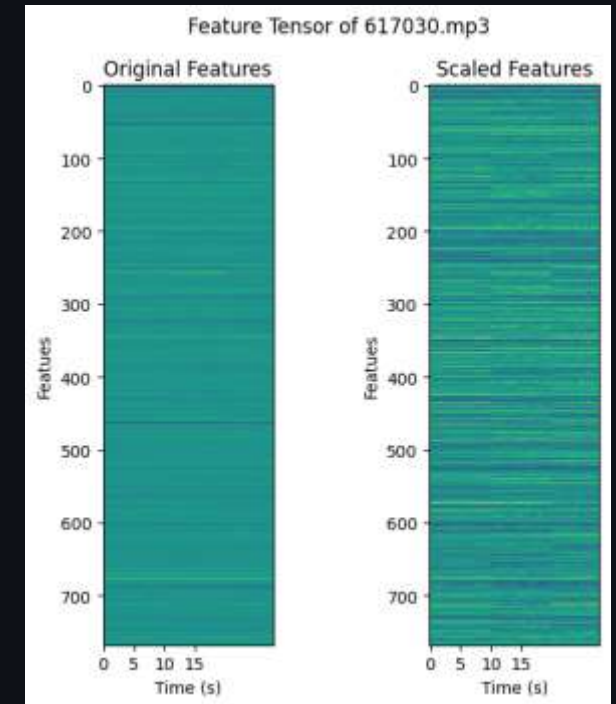 Feature Tensor of 617030.mp3
Original Features Scaled Features
0 0
100 100
200 200
300 300
400 400
500 500
600 600
700 700
Featues Featues
0 5 10 15 0 5 10 15
Time (s) Time (s)